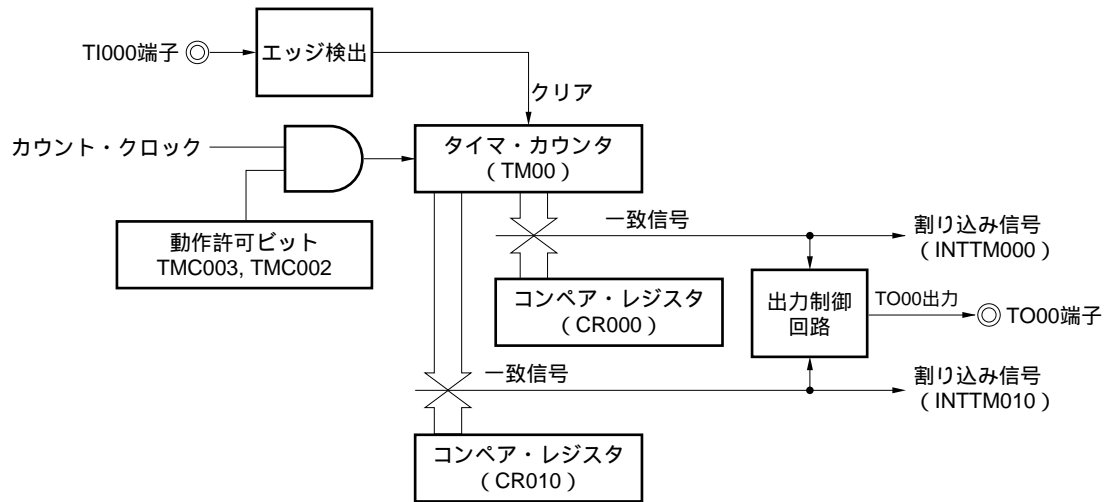 TI000端子
エッジ検出
クリア
カウント・クロック
タイマ・カウンタ
（TM00）
動作許可ビット
TMC003, TMC002
一致信号
割り込み信号
（INTTM000）
コンペア・レジスタ
（CR000）
出力制御
回路
TO00出力
TO00端子
一致信号
割り込み信号
（INTTM010）
コンペア・レジスタ
（CR010）